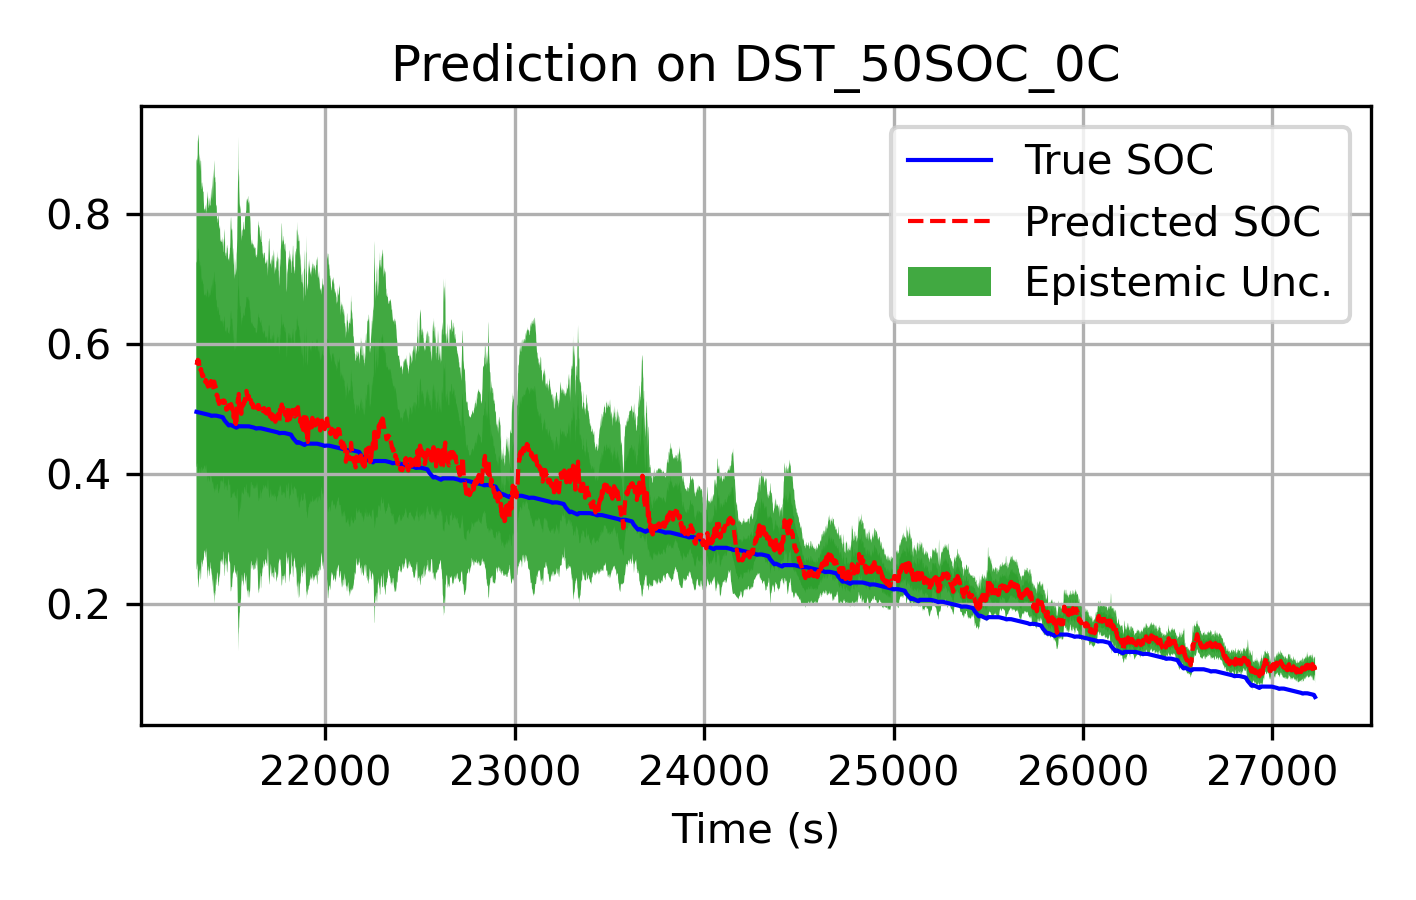 Prediction on DST_50SOC_0C
True SOC
Predicted SOC
Epistemic Unc.
0.8
0.6
0.4
0.2
22000 23000 24000 25000 26000 27000
Time (s)